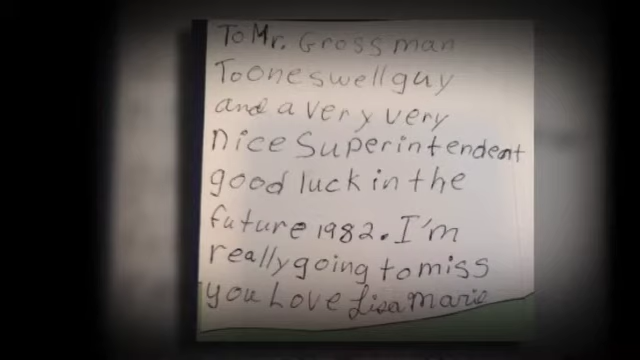 To Mr. Grossman
To one swell guy
and a very very
nice Superintendent
good luck in the
future 1982. I'm
really going to miss
you Love Lisa Marie